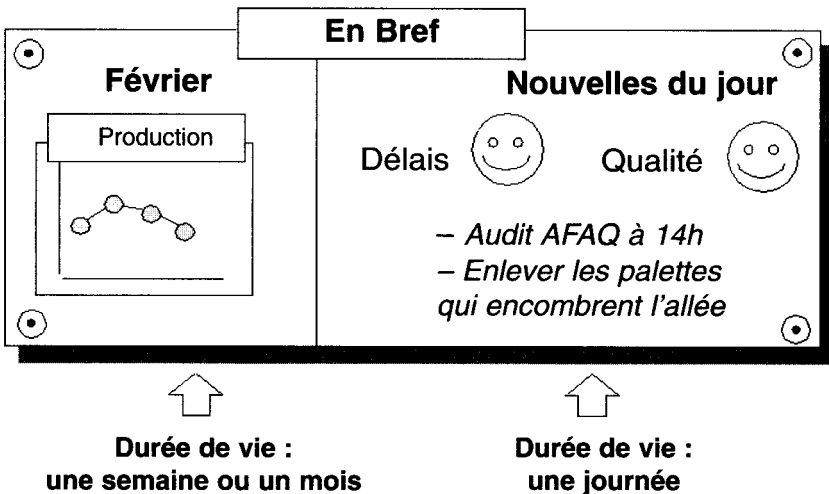 En Bref
Février
Production
Nouvelles du jour
Délais
Qualité
– Audit AFAQ à 14h
– Enlever les palettes
qui encombrent l'allée
Durée de vie :
une semaine ou un mois
Durée de vie :
une journée